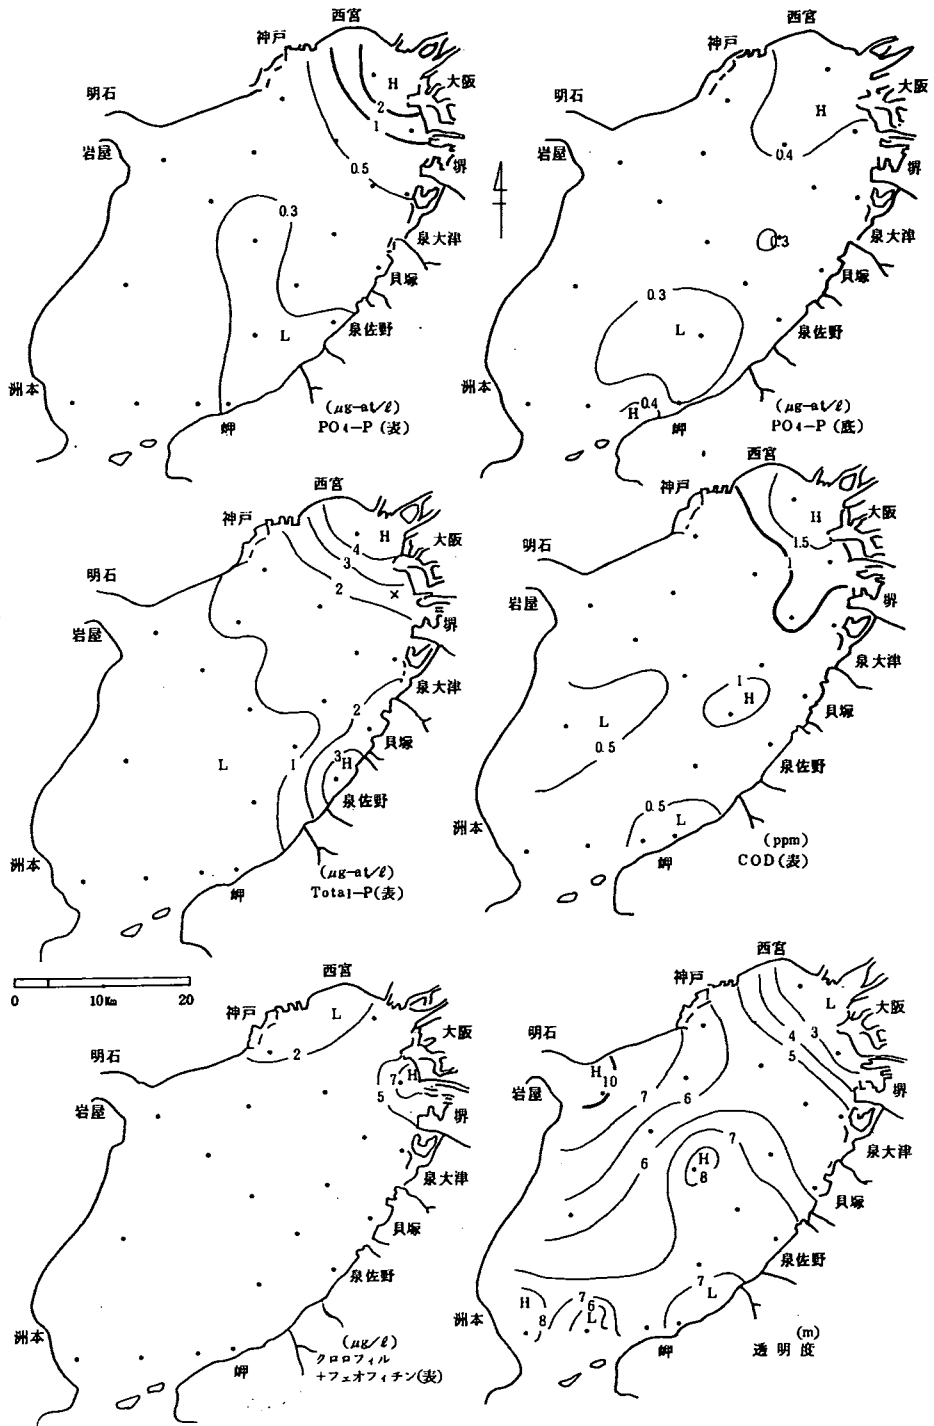 西宮
神戸
H
大阪
明石
2
1
岩屋
0.5
堺
0.3
泉大津
貝塚
L
泉佐野
洲本
岬
(μg-at/ℓ)
PO4-P (表)
西宮
神戸
大阪
明石
H
岩屋
0.4
堺
0.3
泉大津
貝塚
0.3
L
泉佐野
洲本
H 0.4
岬
(μg-at/ℓ)
PO4-P (底)
西宮
神戸
H
大阪
4
3
明石
2
×
岩屋
堺
泉大津
2
貝塚
L
1
3 H
泉佐野
洲本
岬
(μg-at/ℓ)
Total-P(表)
西宮
神戸
H
大阪
明石
1.5
1
岩屋
堺
泉大津
1
H
貝塚
L
0.5
泉佐野
洲本
0.5
L
岬
(ppm)
COD(表)
0 10Km 20
西宮
神戸
L
大阪
2
明石
H
7
5
岩屋
堺
泉大津
貝塚
泉佐野
洲本
岬
(μg/ℓ)
クロロフィル
+フェオフィチン(表)
西宮
神戸
L
大阪
4 3
5
明石
H 10
岩屋
7 6
堺
6
7
H
8
泉大津
貝塚
泉佐野
7
L
H
8
7
6
L
洲本
岬
(m)
透明度